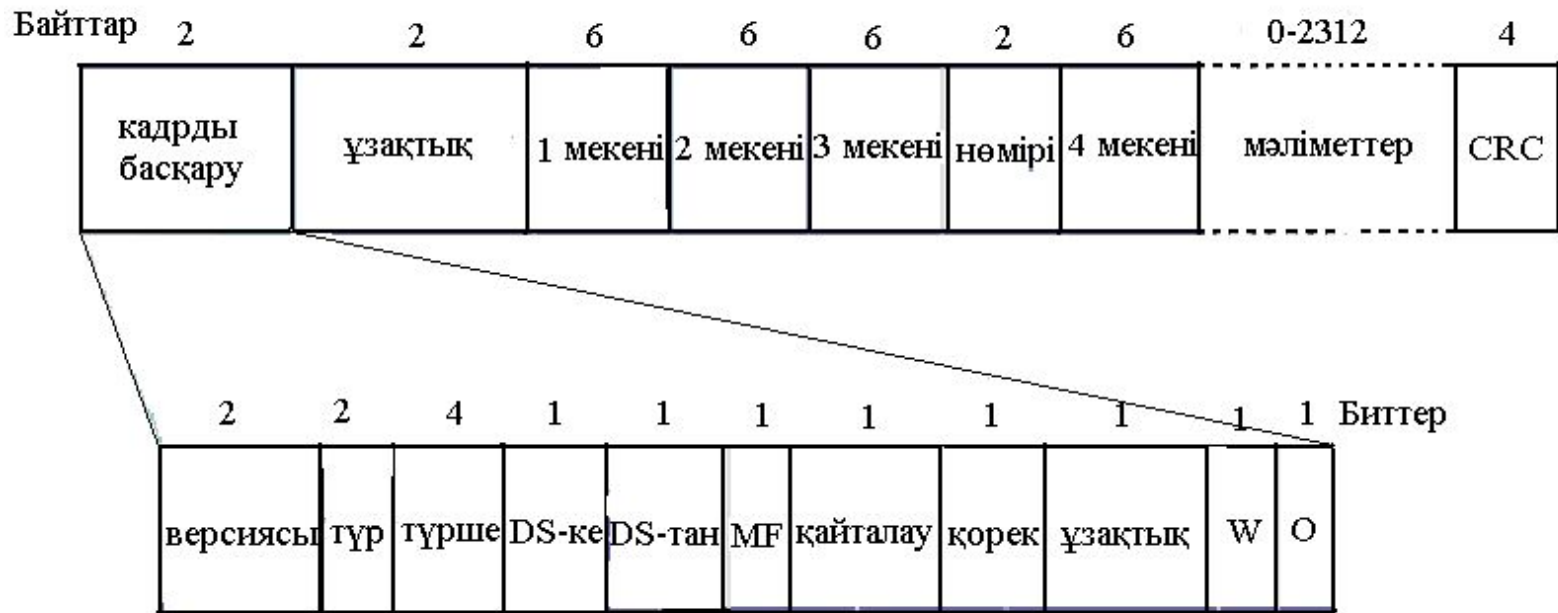 Байттар 2 2 6 6 6 2 6 0-2312 4
кадрды
басқару
ұзақтық
1 мекені
2 мекені
3 мекені
нөмірі
4 мекені
мәліметтер
CRC
2 2 4 1 1 1 1 1 1 1 1 Биттер
версиясы
түр
түрше
DS-ке
DS-тан
MF
қайталау
қорек
ұзақтық
W
O